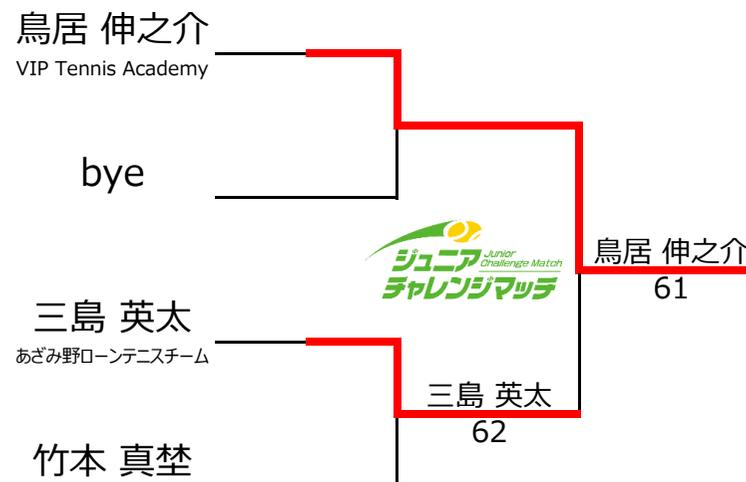 鳥居 伸之介
VIP Tennis Academy
bye
鳥居 伸之介
61
ジュニア
Junior
Challenge Match
チャレンジマッチ
三島 英太
あざみ野ローンテニスチーム
三島 英太
62
竹本 真埜